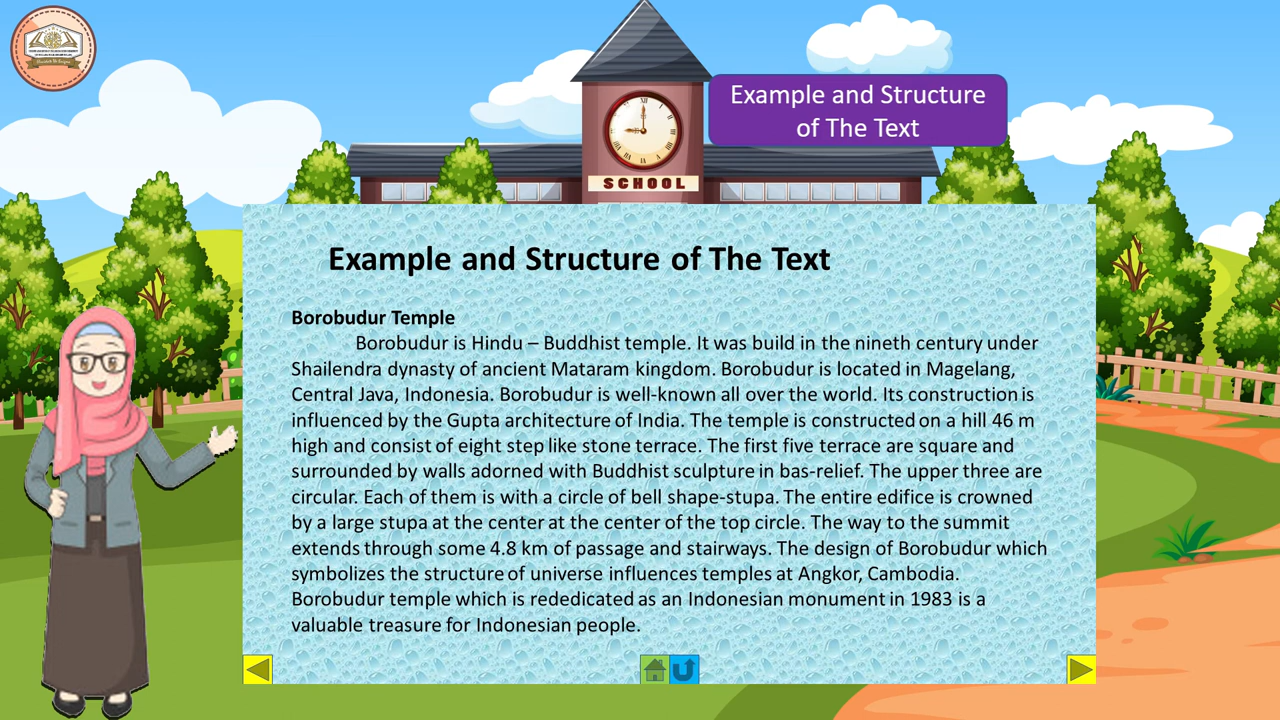 Example and Structure
of The Text
SCHOOL
Example and Structure of The Text
Borobudur Temple
Borobudur is Hindu – Buddhist temple. It was build in the nineth century under
Shailendra dynasty of ancient Mataram kingdom. Borobudur is located in Magelang,
Central Java, Indonesia. Borobudur is well-known all over the world. Its construction is
influenced by the Gupta architecture of India. The temple is constructed on a hill 46 m
high and consist of eight step like stone terrace. The first five terrace are square and
surrounded by walls adorned with Buddhist sculpture in bas-relief. The upper three are
circular. Each of them is with a circle of bell shape-stupa. The entire edifice is crowned
by a large stupa at the center at the center of the top circle. The way to the summit
extends through some 4.8 km of passage and stairways. The design of Borobudur which
symbolizes the structure of universe influences temples at Angkor, Cambodia.
Borobudur temple which is rededicated as an Indonesian monument in 1983 is a
valuable treasure for Indonesian people.